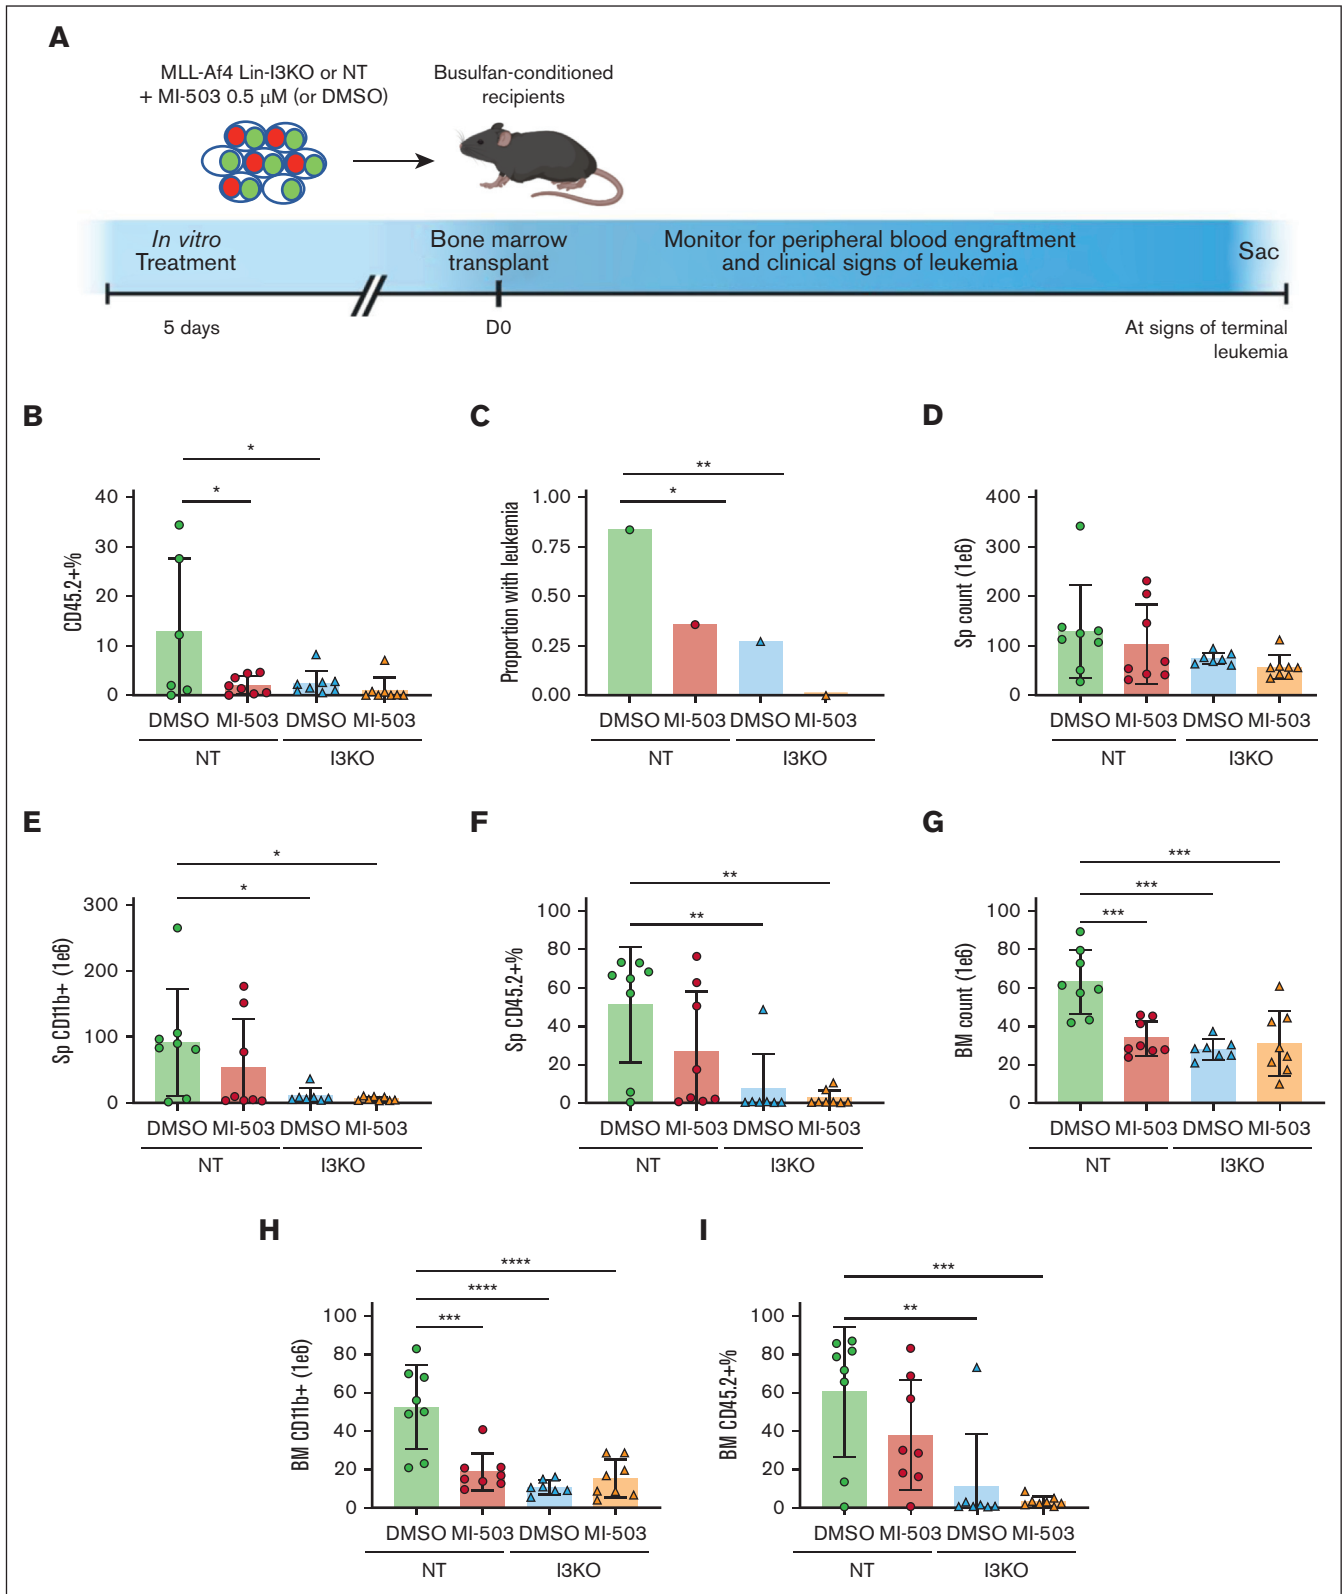 A
MLL-Af4 Lin-I3KO or NT
+ MI-503 0.5 μM (or DMSO)
Busulfan-conditioned
recipients
In vitro
Treatment
Bone marrow
transplant
Monitor for peripheral blood engraftment
and clinical signs of leukemia
Sac
5 days
D0
At signs of terminal
leukemia
B
*
*
CD45.2+%
40
30
20
10
0
DMSO MI-503 DMSO MI-503
NT I3KO
C
**
*
Proportion with leukemia
1.00
0.75
0.50
0.25
0.00
DMSO MI-503 DMSO MI-503
NT I3KO
D
Sp count (1e6)
400
300
200
100
0
DMSO MI-503 DMSO MI-503
NT I3KO
E
*
*
Sp CD11b+ (1e6)
300
200
100
0
DMSO MI-503 DMSO MI-503
NT I3KO
F
**
**
Sp CD45.2+%
100
80
60
40
20
0
DMSO MI-503 DMSO MI-503
NT I3KO
G
***
***
***
BM count (1e6)
100
80
60
40
20
0
DMSO MI-503 DMSO MI-503
NT I3KO
H
****
****
***
BM CD11b+ (1e6)
100
80
60
40
20
0
DMSO MI-503 DMSO MI-503
NT I3KO
I
***
**
BM CD45.2+%
100
80
60
40
20
0
DMSO MI-503 DMSO MI-503
NT I3KO